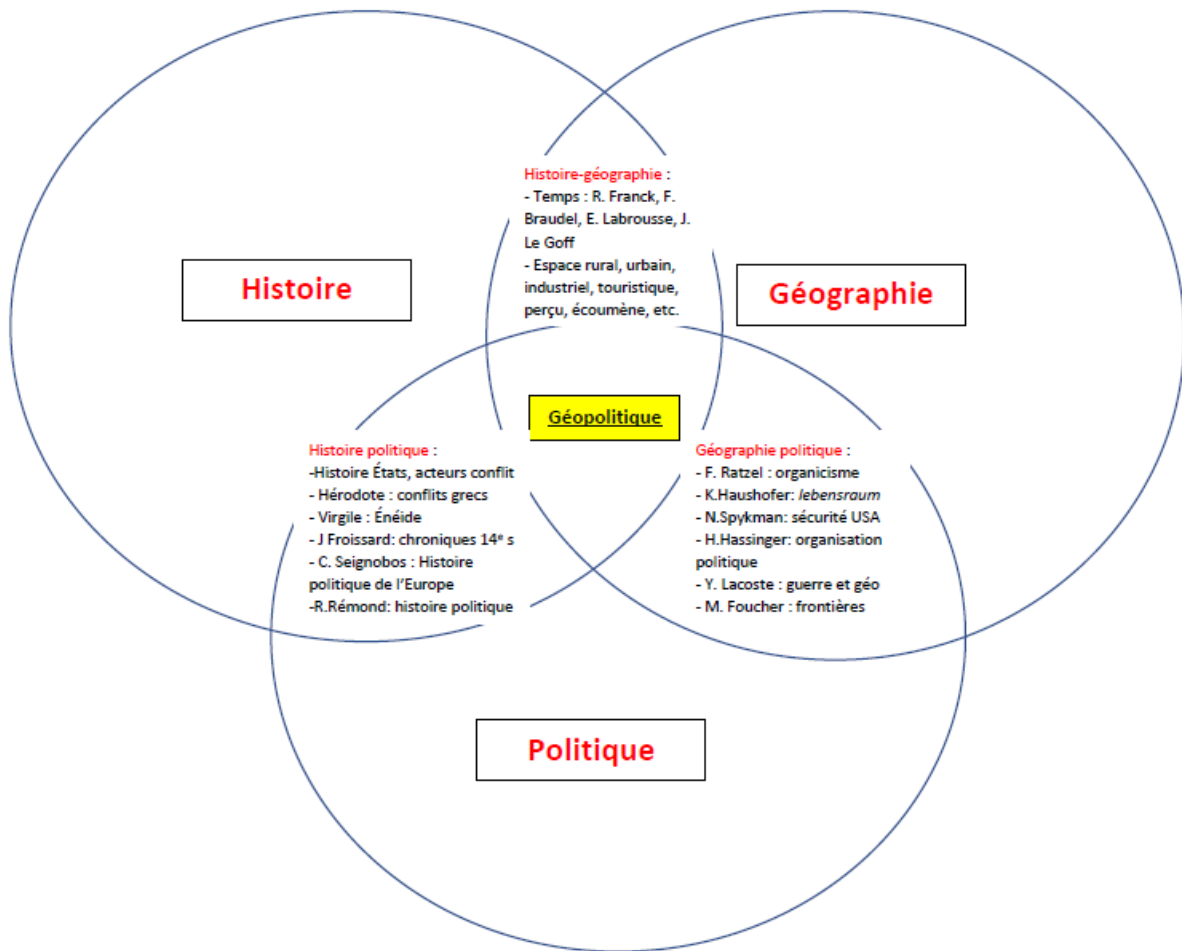 Histoire-géographie :
- Temps : R. Franck, F.
Braudel, E. Labrousse, J.
Le Goff
- Espace rural, urbain,
industriel, touristique,
perçu, écoumène, etc.
Histoire
Géographie
Géopolitique
Histoire politique :
-Histoire États, acteurs conflit
- Hérodote : conflits grecs
- Virgile : Énéide
- J Froissard: chroniques 14ᵉ s
- C. Seignobos : Histoire
politique de l’Europe
-R.Rémond: histoire politique
Géographie politique :
- F. Ratzel : organicisme
- K.Haushofer: lebensraum
- N.Spykman: sécurité USA
- H.Hassinger: organisation
politique
- Y. Lacoste : guerre et géo
- M. Foucher : frontières
Politique